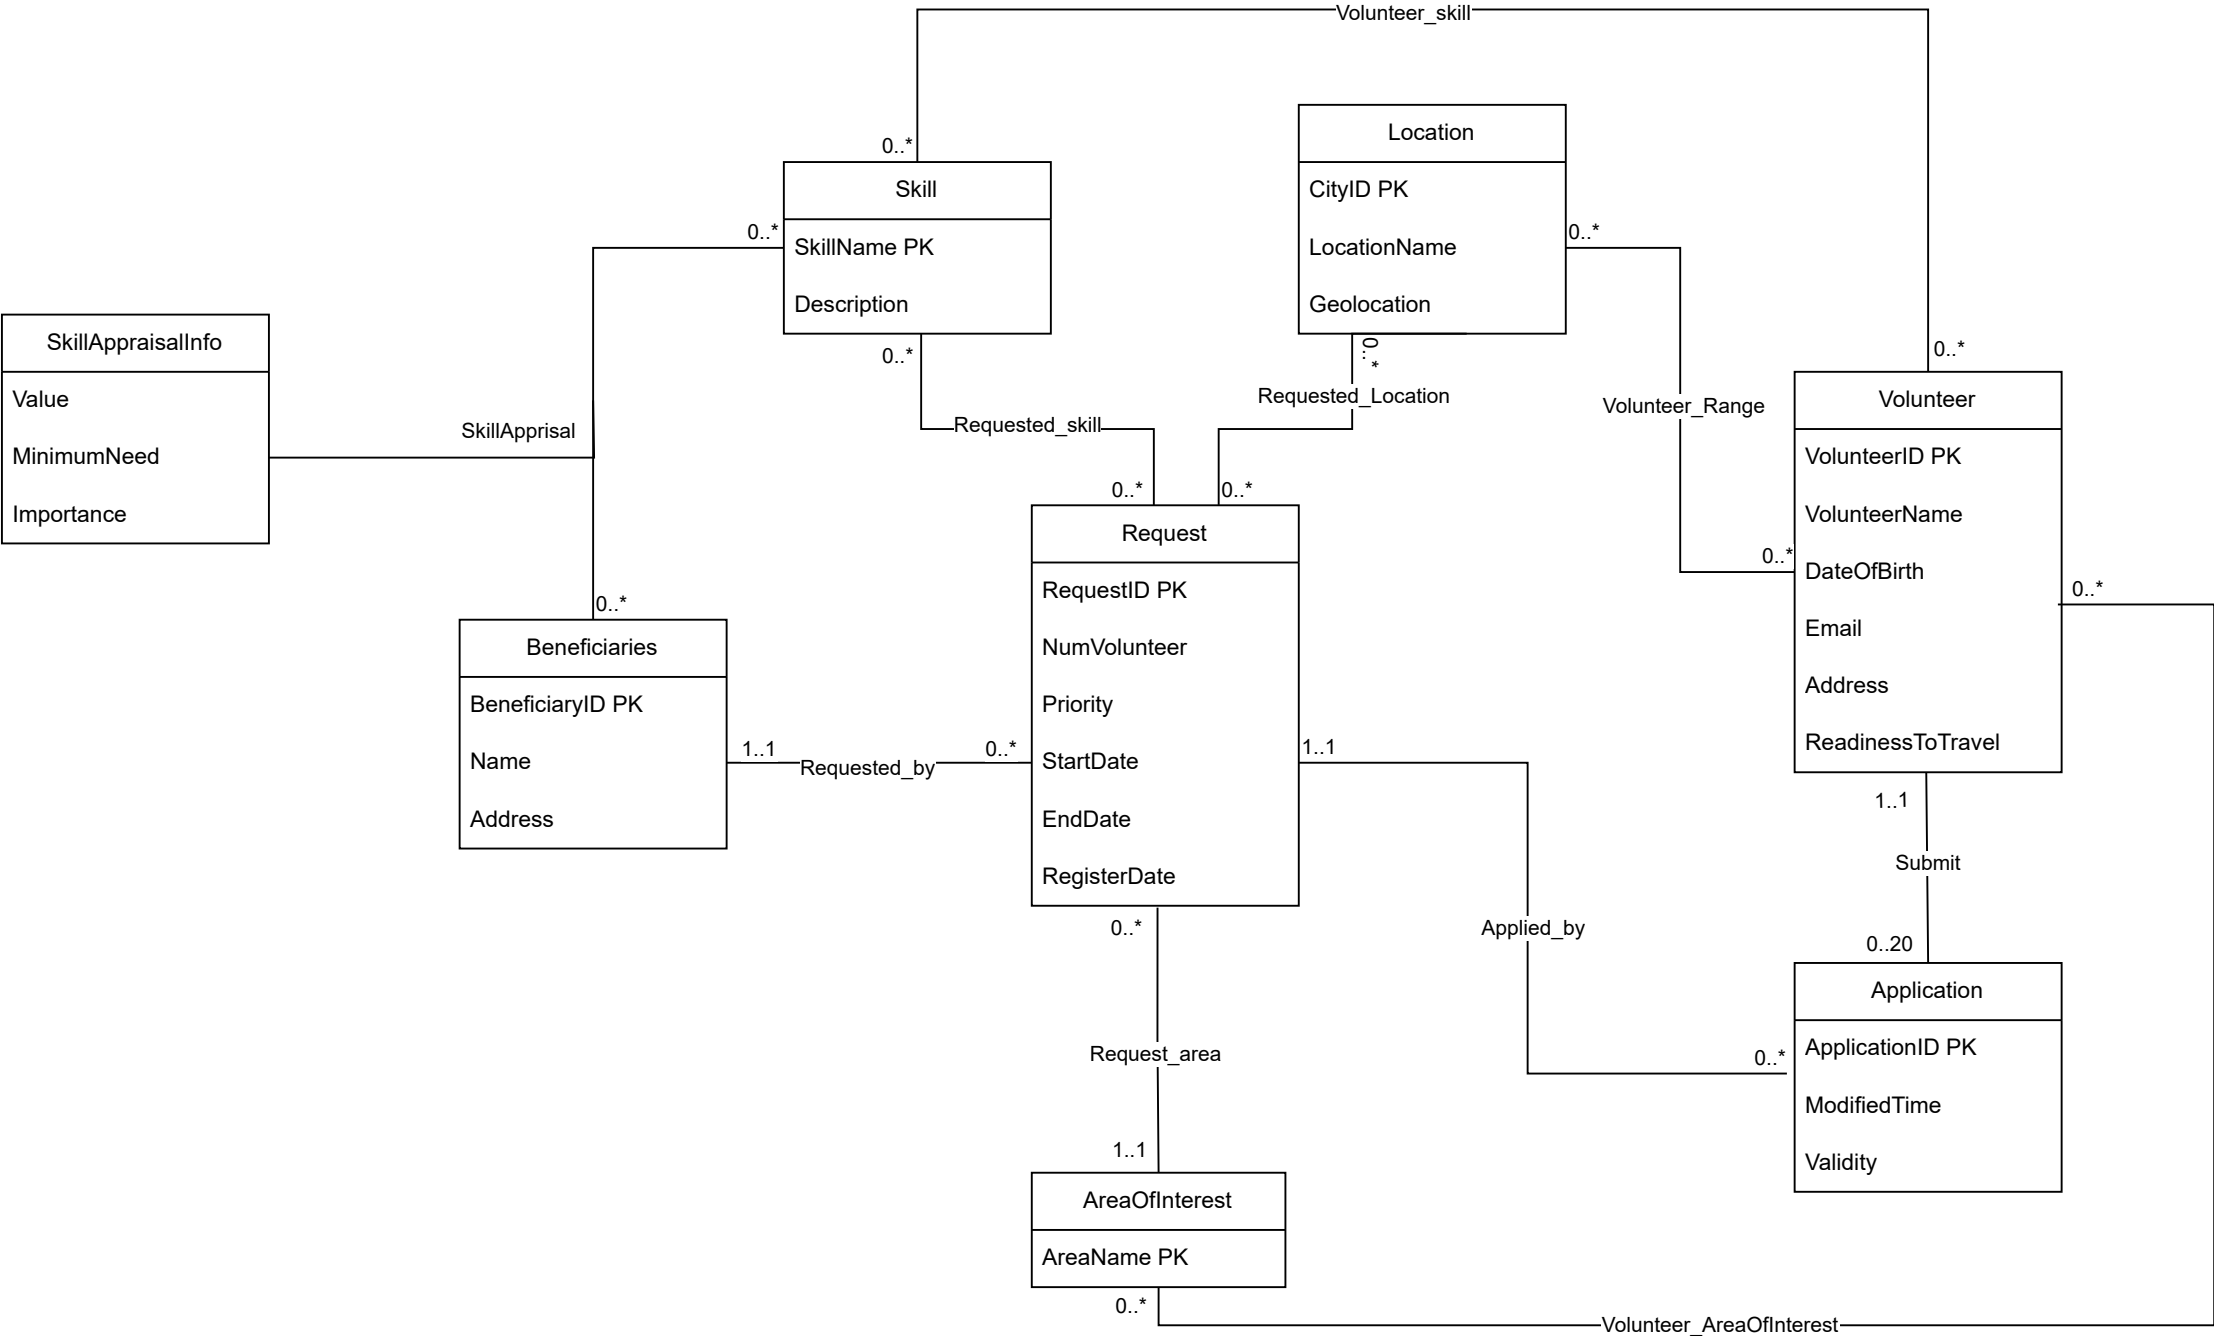 Volunteer_skill
0..*
Skill
SkillName PK
Description
0..*
0..*
Location
CityID PK
LocationName
Geolocation
0..*
0..*
Requested_Location
Requested_skill
0..*
0..*
Volunteer_Range
0..*
0..*
Volunteer
VolunteerID PK
VolunteerName
DateOfBirth
Email
Address
ReadinessToTravel
0..*
SkillAppraisalInfo
Value
MinimumNeed
Importance
SkillApprisal
0..*
Beneficiaries
BeneficiaryID PK
Name
Address
1..1
Requested_by
0..*
Request
RequestID PK
NumVolunteer
Priority
StartDate
EndDate
RegisterDate
1..1
Applied_by
0..*
1..1
Submit
0..20
Application
ApplicationID PK
ModifiedTime
Validity
0..*
Request_area
1..1
AreaOfInterest
AreaName PK
0..*
Volunteer_AreaOfInterest